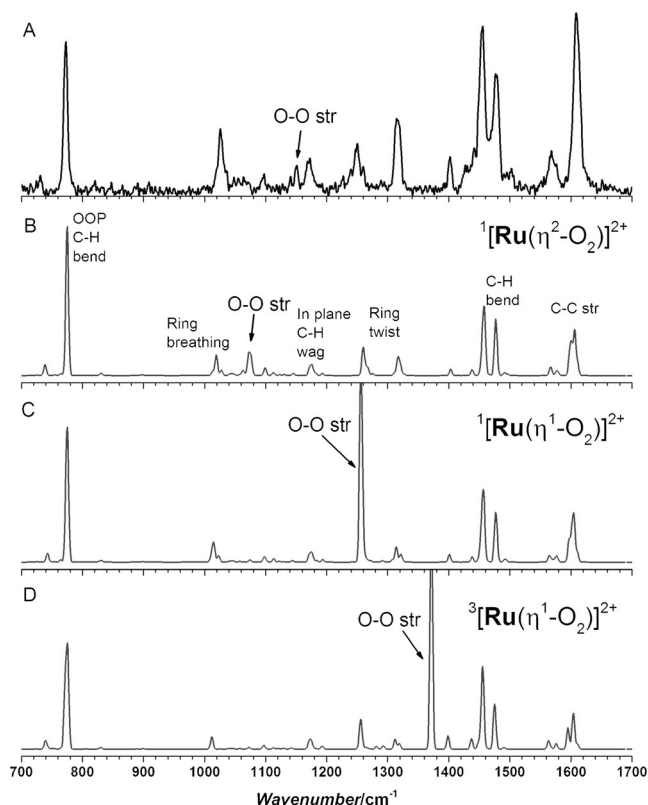 A
O-O str
B
OOP
C-H
bend
¹[Ru(η²-O₂)]²⁺
Ring
breathing
O-O str
In plane
C-H
wag
Ring
twist
C-H
bend
C-C str
C
O-O str
¹[Ru(η¹-O₂)]²⁺
D
O-O str
³[Ru(η¹-O₂)]²⁺
700 800 900 1000 1100 1200 1300 1400 1500 1600 1700
Wavenumber/cm⁻¹